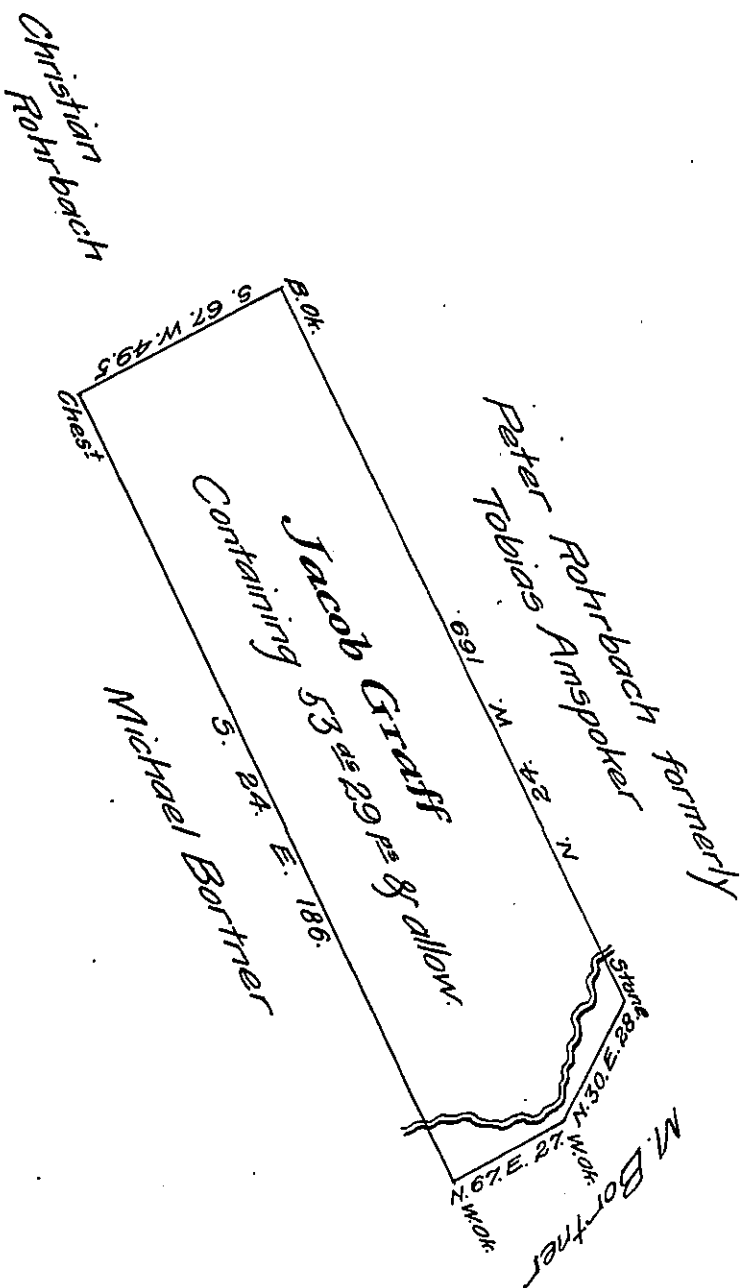 Christian
Rohrbach
S. 67. W. 49.5
B.Ok.
Chest
Peter Rohrbach formerly
Tobias Amspoker
N. 24. W. 169.
Jacob Graff
Containing 53 as 29 ps & allow.
S. 24. E. 186.
Michael Bortner
Stone
N. 30. E. 28.
W.Ok.
N. 67. E. 27.
W.Ok.
M. Bortner